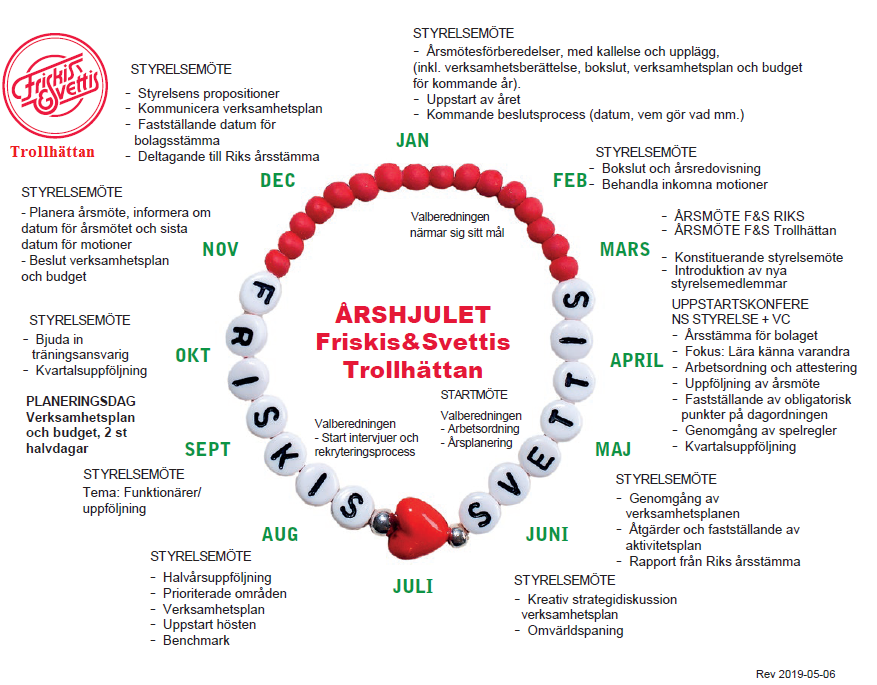 Friskis
&Svettis
Trollhättan
STYRELSEMÖTE
- Årsmötesförberedelser, med kallelse och upplägg,
(inkl. verksamhetsberättelse, bokslut, verksamhetsplan och budget
för kommande år).
- Uppstart av året
- Kommande beslutsprocess (datum, vem gör vad mm.)
JAN
STYRELSEMÖTE
- Bokslut och årsredovisning
- Behandla inkomna motioner
FEB
- ÅRSMÖTE F&S RIKS
- ÅRSMÖTE F&S Trollhättan
- Konstituerande styrelsemöte
- Introduktion av nya
styrelsemedlemmar
MARS
UPPSTARTSKONFERE
NS STYRELSE + VC
- Årsstämma för bolaget
- Fokus: Lära känna varandra
- Arbetsordning och attestering
- Uppföljning av årsmöte
- Fastställande av obligatorisk
punkter på dagordningen
- Genomgång av spelregler
- Kvartalsuppföljning
APRIL
MAJ
STYRELSEMÖTE
- Genomgång av
verksamhetsplanen
- Åtgärder och fastställande av
aktivitetsplan
- Rapport från Riks årsstämma
JUNI
STYRELSEMÖTE
- Kreativ strategidiskussion
verksamhetsplan
- Omvärldspaning
JULI
AUG
STYRELSEMÖTE
- Halvårsuppföljning
- Prioriterade områden
- Verksamhetsplan
- Uppstart hösten
- Benchmark
SEPT
STYRELSEMÖTE
Tema: Funktionärer/
uppföljning
OKT
STYRELSEMÖTE
- Bjuda in
träningsansvarig
- Kvartalsuppföljning
PLANERINGSDAG
Verksamhetsplan
och budget, 2 st
halvdagar
NOV
STYRELSEMÖTE
- Planera årsmöte, informera om
datum för årsmötet och sista
datum för motioner
- Beslut verksamhetsplan
och budget
DEC
STYRELSEMÖTE
- Styrelsens propositioner
- Kommunicera verksamhetsplan
- Fastställande datum för
bolagsstämma
- Deltagande till Riks årsstämma
Valberedningen
närmar sig sitt mål
ÅRSHJULET
Friskis&Svettis
Trollhättan
STARTMÖTE
Valberedningen
- Arbetsordning
- Årsplanering
Valberedningen
- Start intervjuer och
rekryteringsprocess
FRISKIS
SVETTIS
Rev 2019-05-06